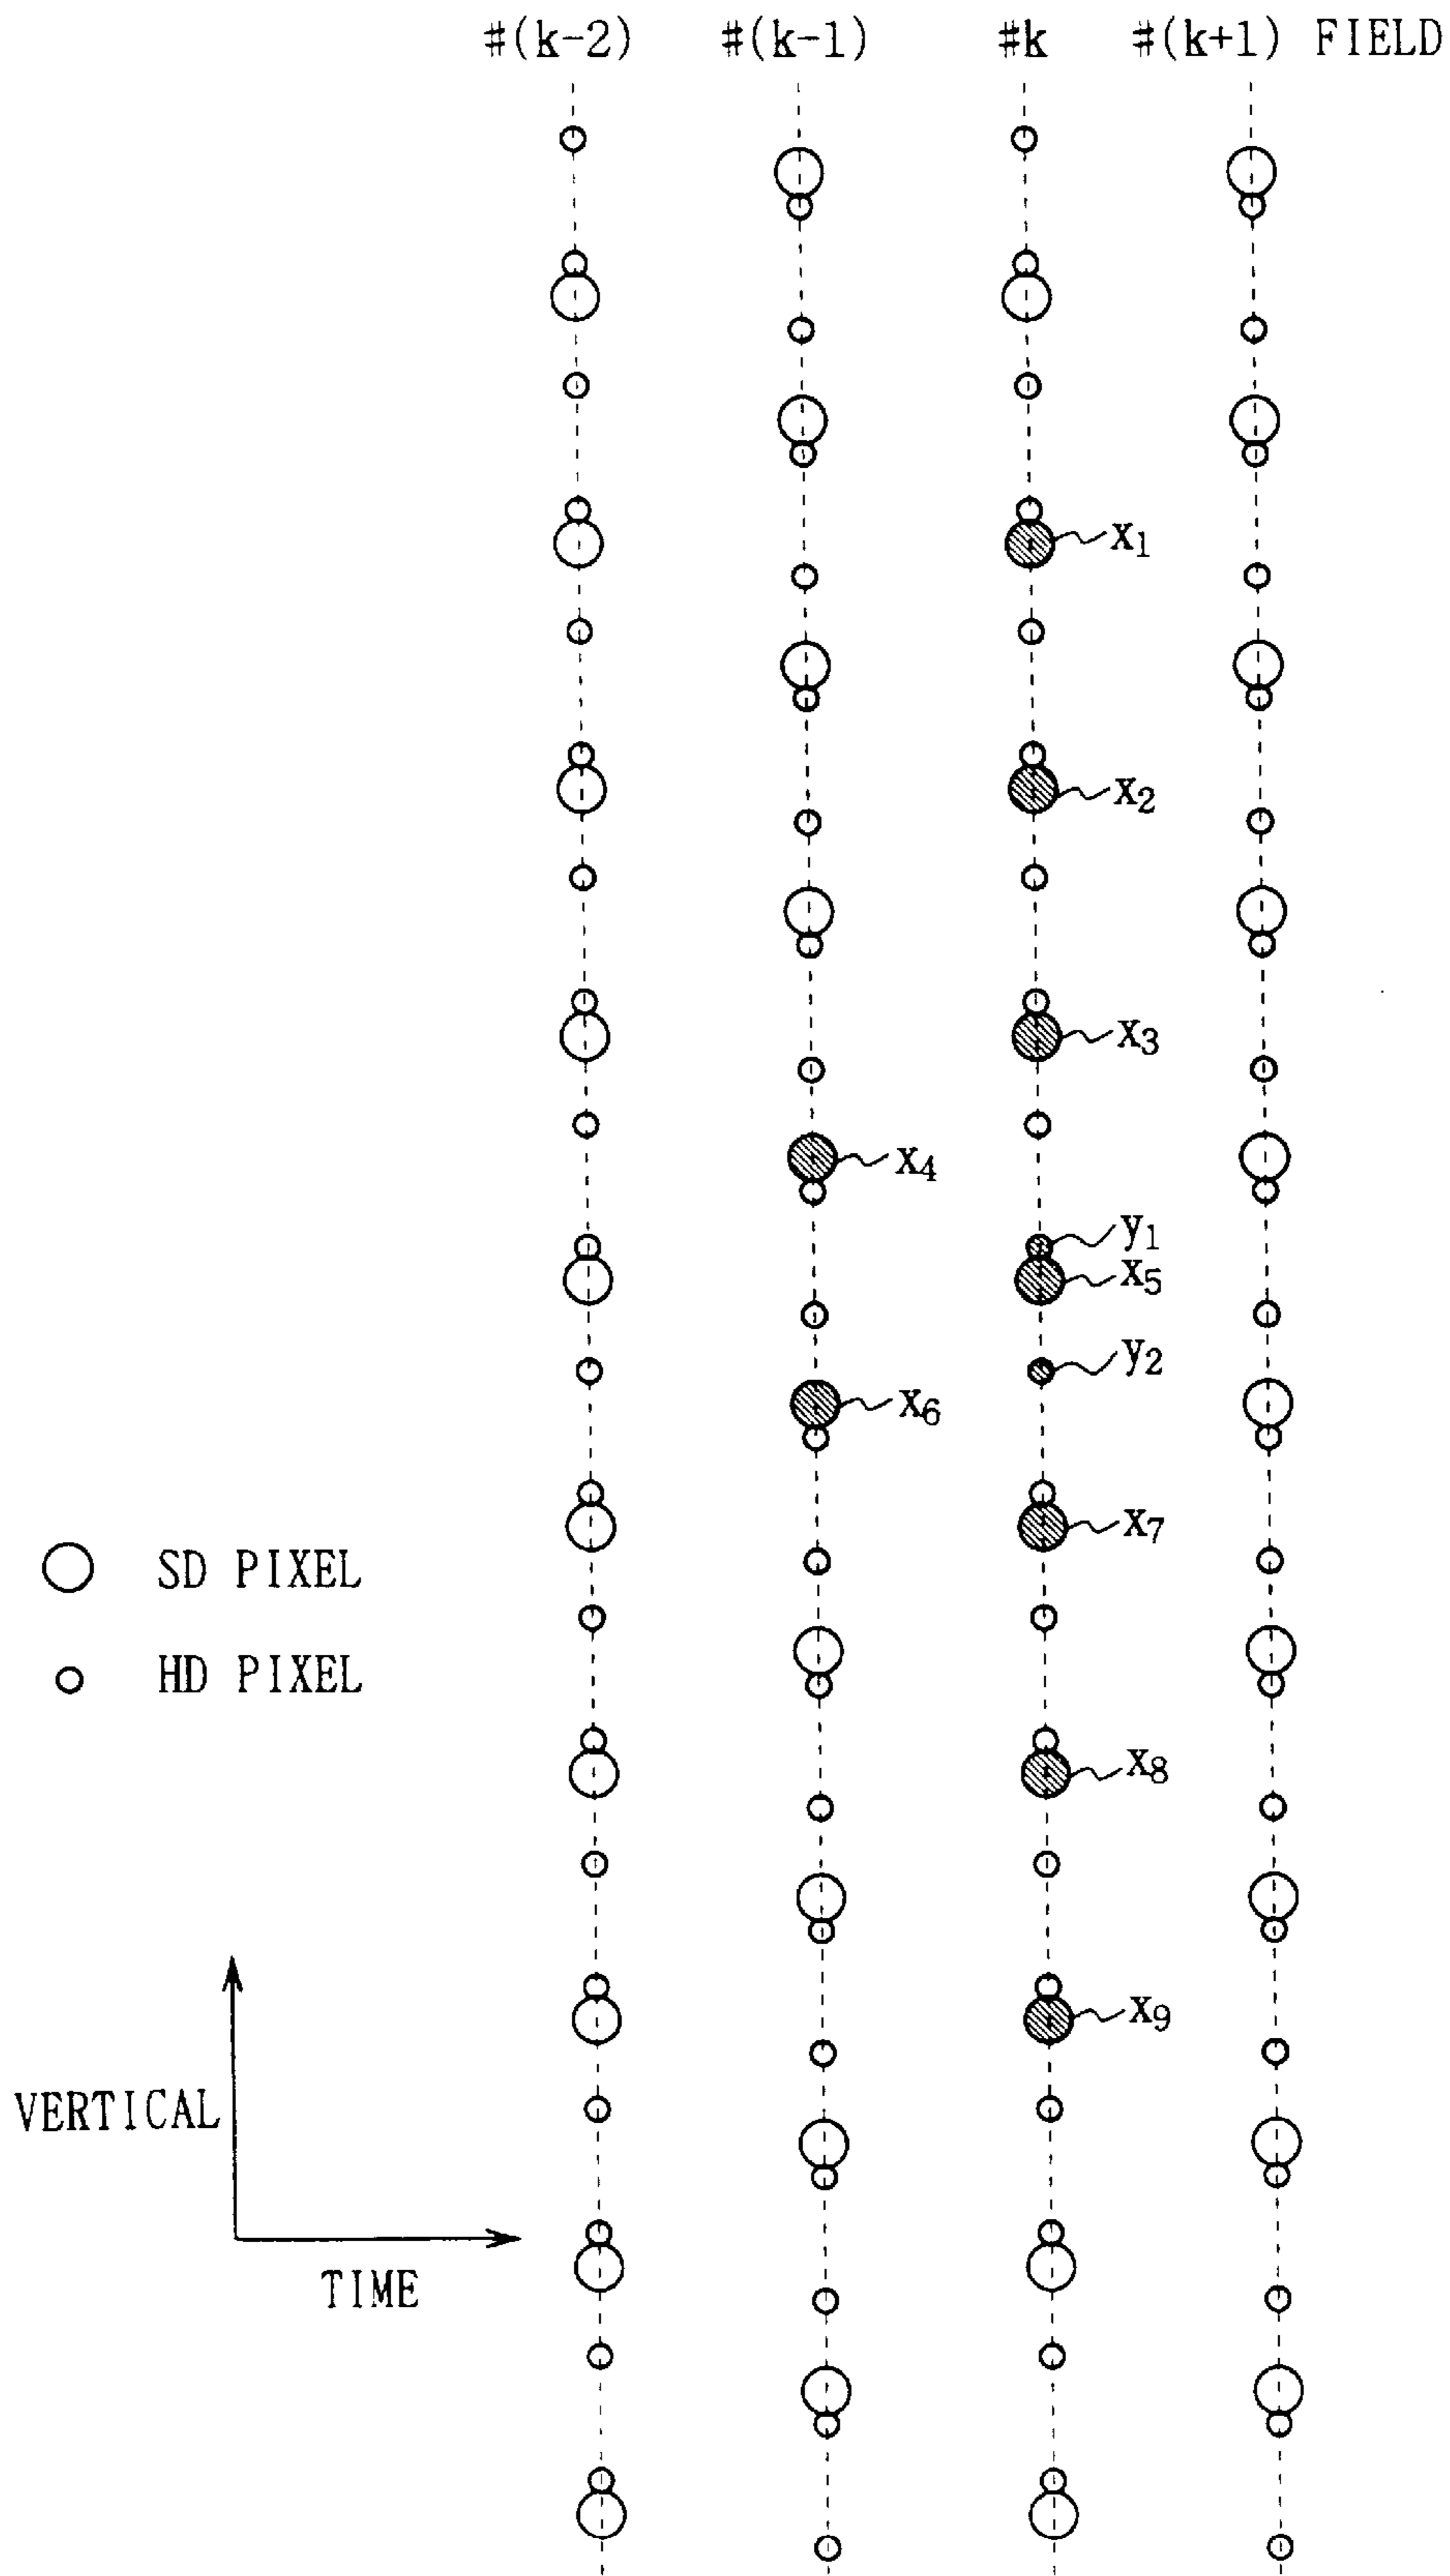 #(k-2) #(k-1) #k #(k+1) FIELD
x1
x2
x3
x4
y1
x5
y2
x6
x7
SD PIXEL
HD PIXEL
x8
x9
VERTICAL
TIME